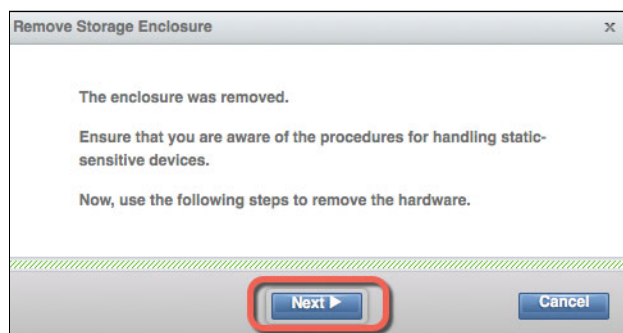 Remove Storage Enclosure x
The enclosure was removed.
Ensure that you are aware of the procedures for handling static-
sensitive devices.
Now, use the following steps to remove the hardware.
Next ▶ Cancel